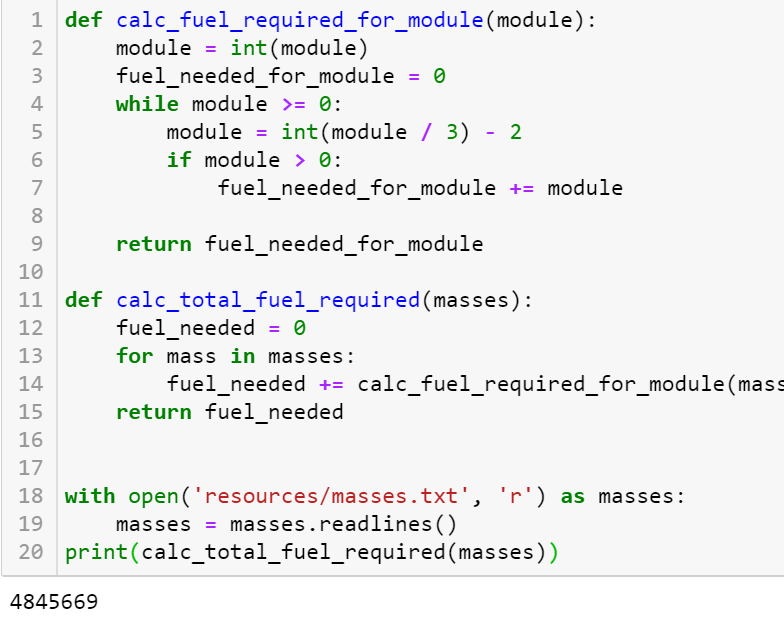 1 def calc_fuel_required_for_module(module):
2     module = int(module)
3     fuel_needed_for_module = 0
4     while module >= 0:
5         module = int(module / 3) - 2
6         if module > 0:
7             fuel_needed_for_module += module
8
9     return fuel_needed_for_module
10
11 def calc_total_fuel_required(masses):
12     fuel_needed = 0
13     for mass in masses:
14         fuel_needed += calc_fuel_required_for_module(mass
15     return fuel_needed
16
17
18 with open('resources/masses.txt', 'r') as masses:
19     masses = masses.readlines()
20 print(calc_total_fuel_required(masses))
4845669